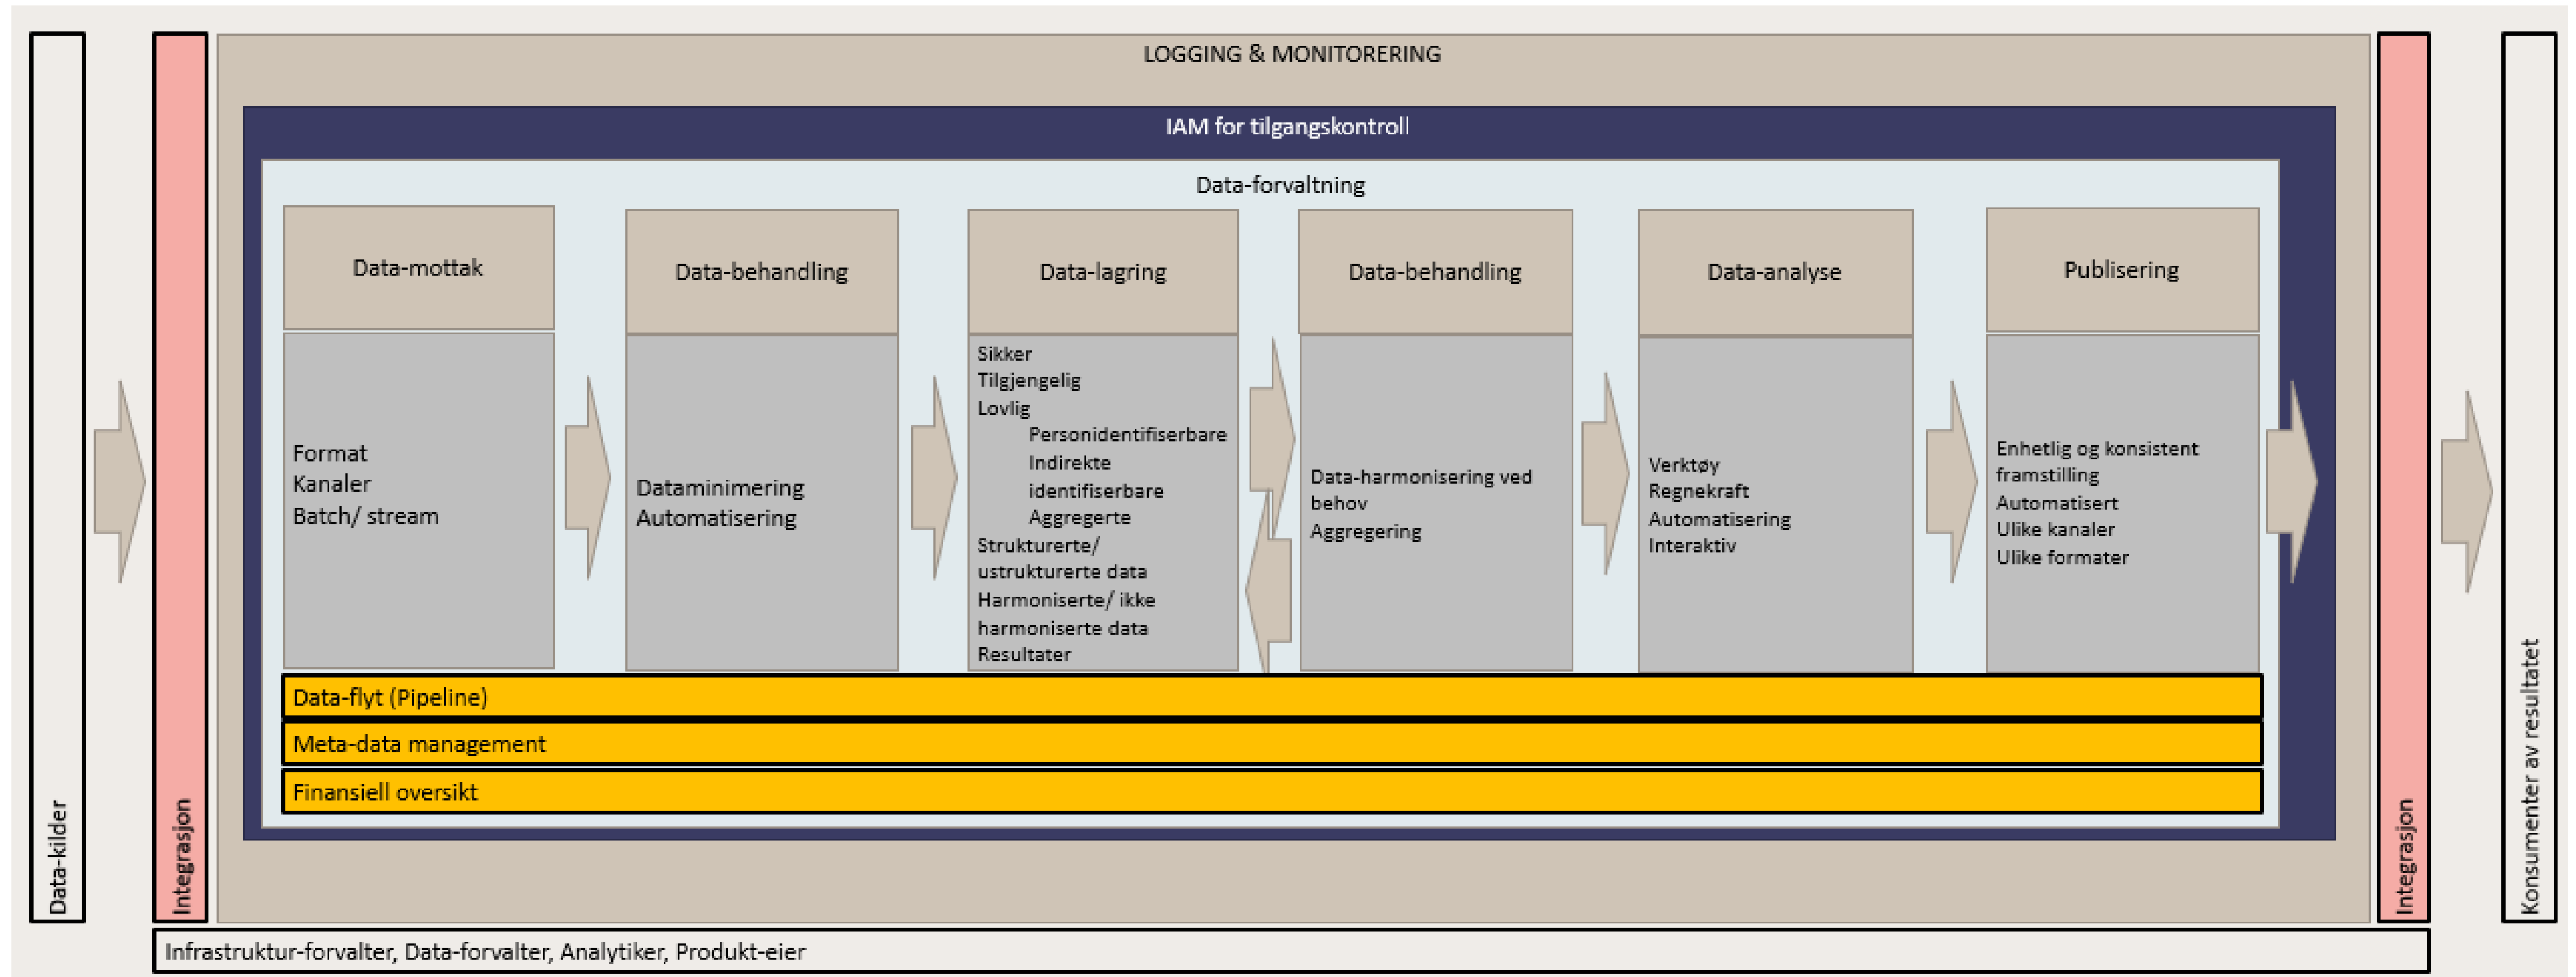 LOGGING & MONITORERING
IAM for tilgangskontroll
Data-forvaltning
Data-kilder
Integrasjon
Data-mottak
Format
Kanaler
Batch/ stream
Data-behandling
Dataminimering
Automatisering
Data-lagring
Sikker
Tilgjengelig
Lovlig
Personidentifiserbare
Indirekte
identifiserbare
Aggregerte
Strukturerte/
ustrukturerte data
Harmoniserte/ ikke
harmoniserte data
Resultater
Data-behandling
Data-harmonisering ved
behov
Aggregering
Data-analyse
Verktøy
Regnekraft
Automatisering
Interaktiv
Publisering
Enhetlig og konsistent
framstilling
Automatisert
Ulike kanaler
Ulike formater
Data-flyt (Pipeline)
Meta-data management
Finansiell oversikt
Integrasjon
Konsumenter av resultatet
Infrastruktur-forvalter, Data-forvalter, Analytiker, Produkt-eier